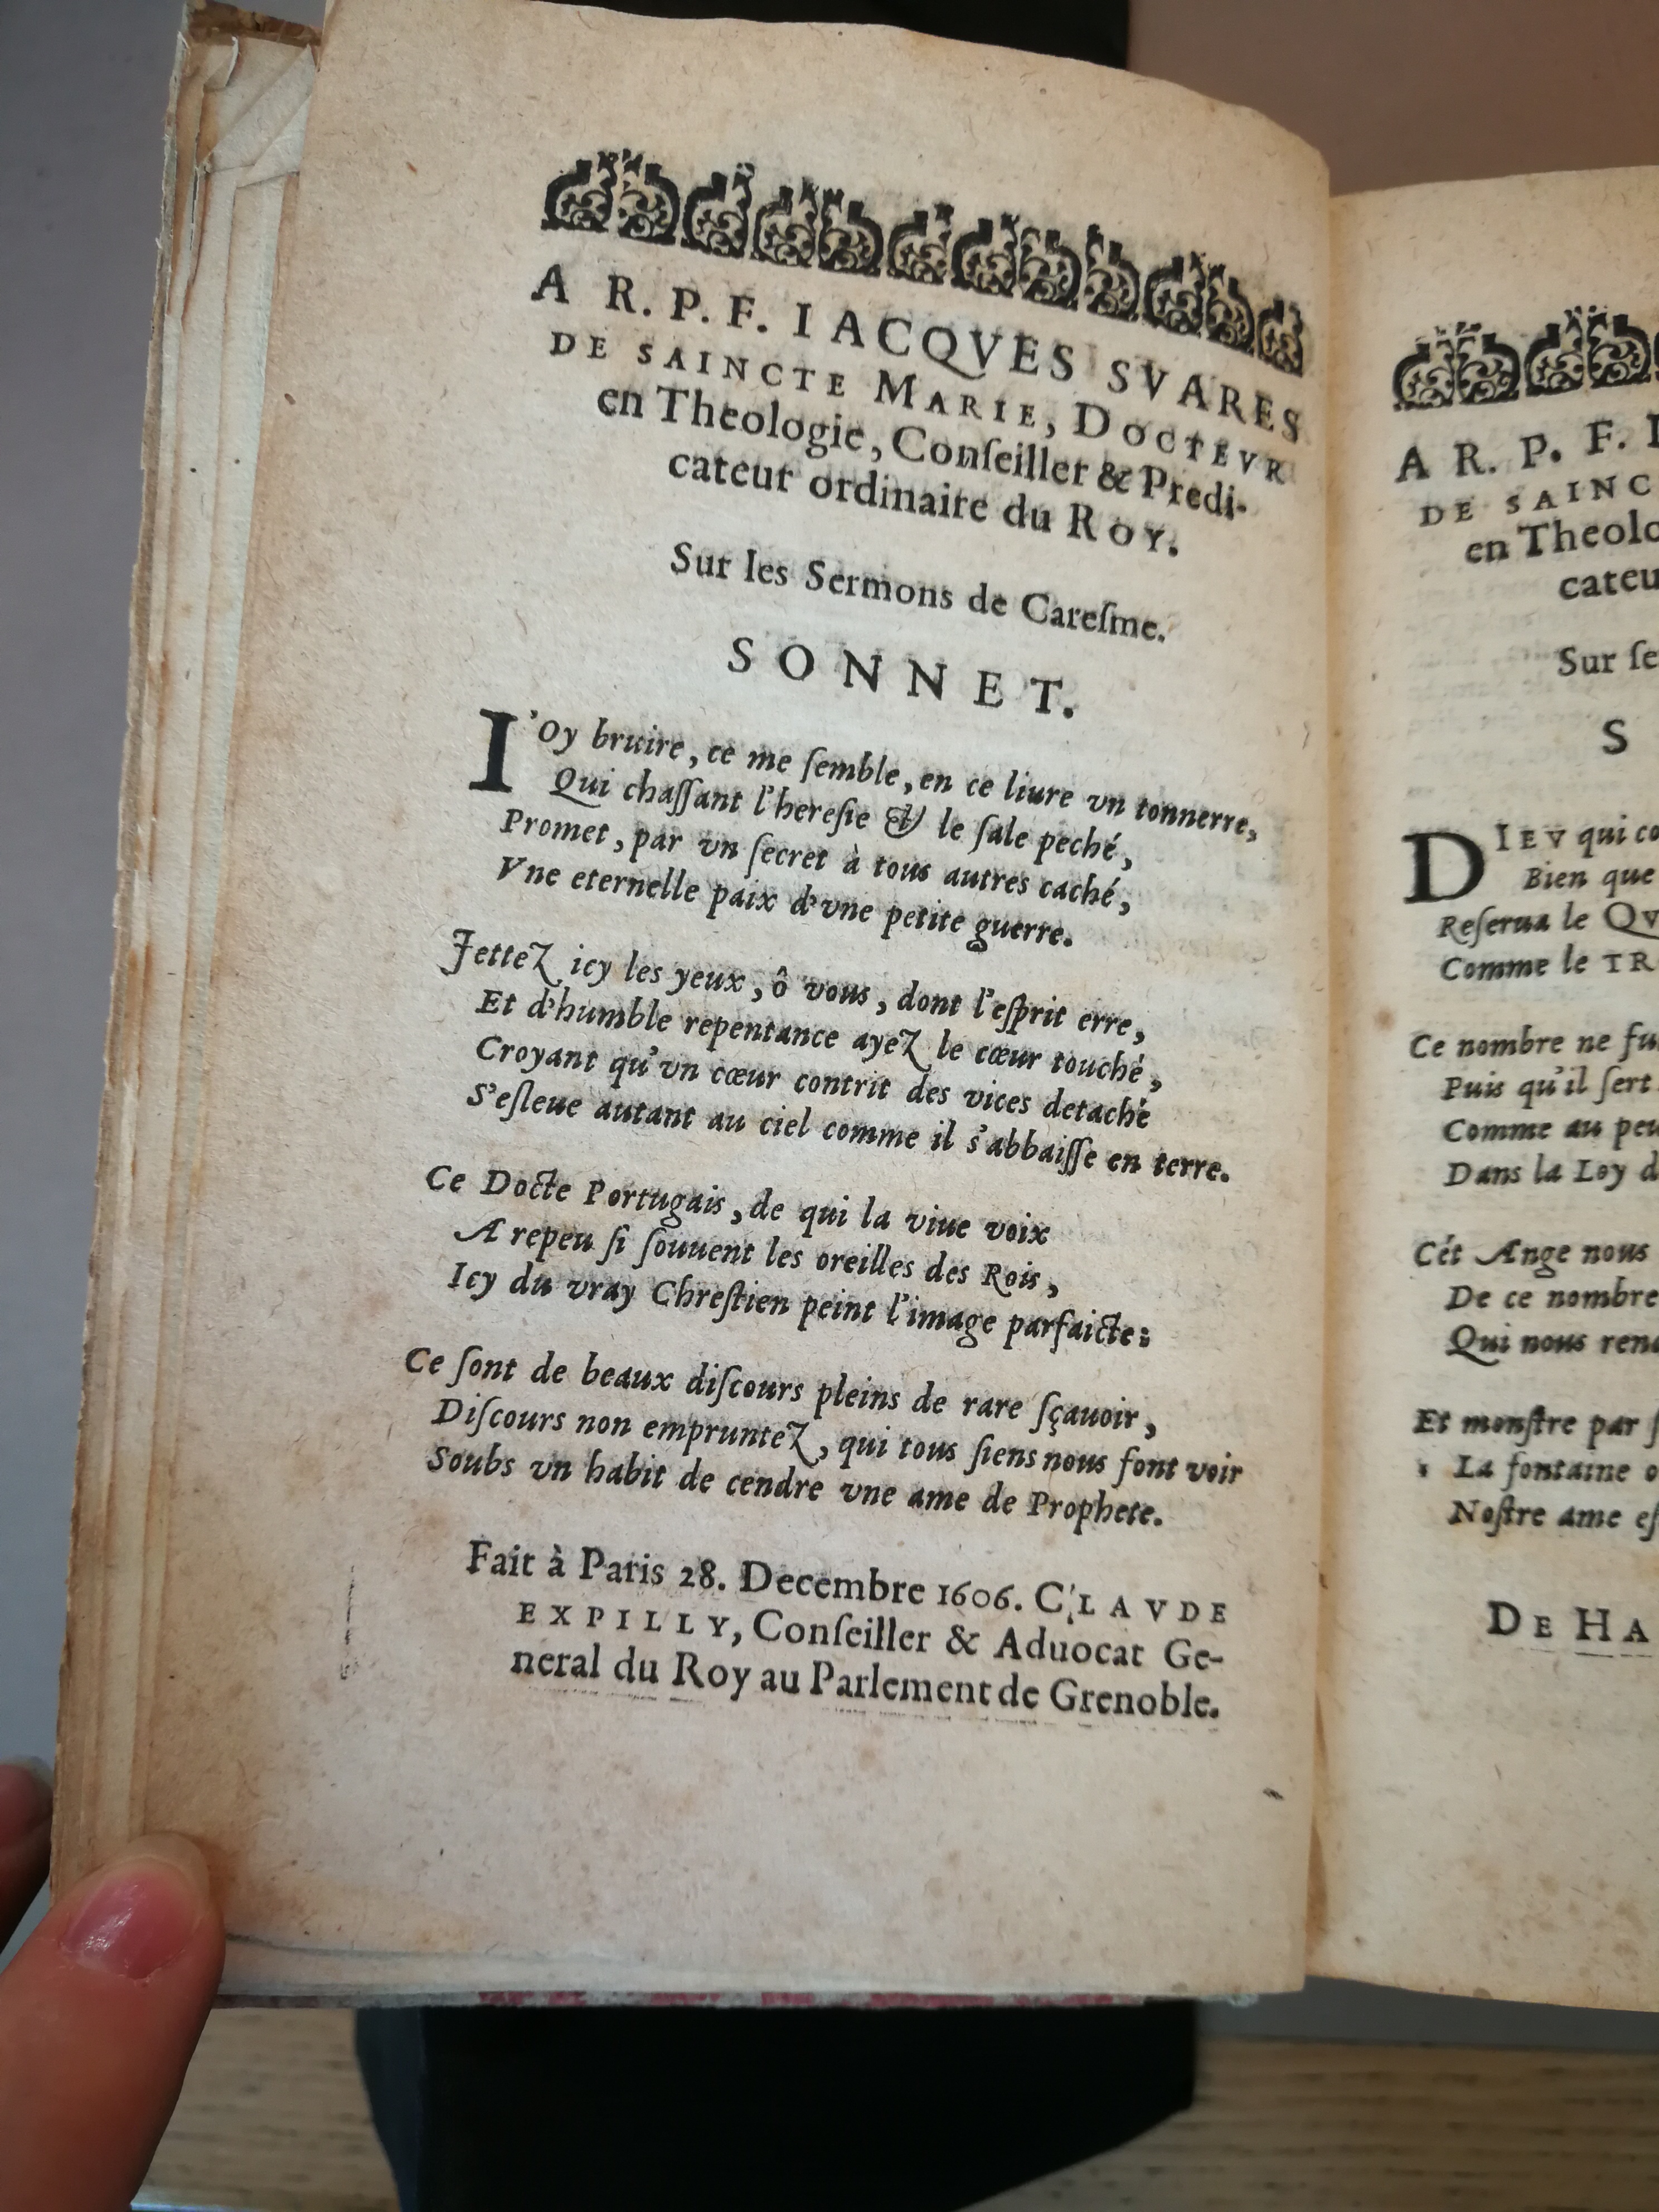 A R. P. F. IACQVES SVARES
DE SAINCTE MARIE, DOCTEVR
en Theologie, Conſeiller & Predi-
cateur ordinaire du ROY.
Sur les Sermons de Careſme.
SONNET.
I'Oy bruire, ce me ſemble, en ce liure vn tonnerre,
Qui chaſſant l'hereſie & le ſale peché,
Promet, par vn ſecret à tous autres caché,
Vne eternelle paix d'vne petite guerre.
Jettez icy les yeux, ô vous, dont l'eſprit erre,
Et d'humble repentance ayez le cœur touché,
Croyant qu'vn cœur contrit des vices detaché
S'eſleue autant au ciel comme il s'abbaiſſe en terre.
Ce Docte Portugais, de qui la viue voix
A repeu ſi ſouuent les oreilles des Rois,
Icy du vray Chreſtien peint l'image parfaicte:
Ce ſont de beaux diſcours pleins de rare ſçauoir,
Diſcours non empruntez, qui tous ſiens nous font voir
Soubs vn habit de cendre vne ame de Prophete.
Fait à Paris 28. Decembre 1606. CLAVDE
EXPILLY, Conſeiller & Aduocat Ge-
neral du Roy au Parlement de Grenoble.
A R. P. F.
DE SAINC
en Theolo
cateu
Sur ſe
S
DIEV qui co
Bien que
Reſerua le QV
Comme le TR
Ce nombre ne fu
Puis qu'il ſert
Comme au peu
Dans la Loy d
Cét Ange nous
De ce nombre
Qui nous rend
Et monſtre par ſ
La fontaine o
Noſtre ame eſ
DE HA